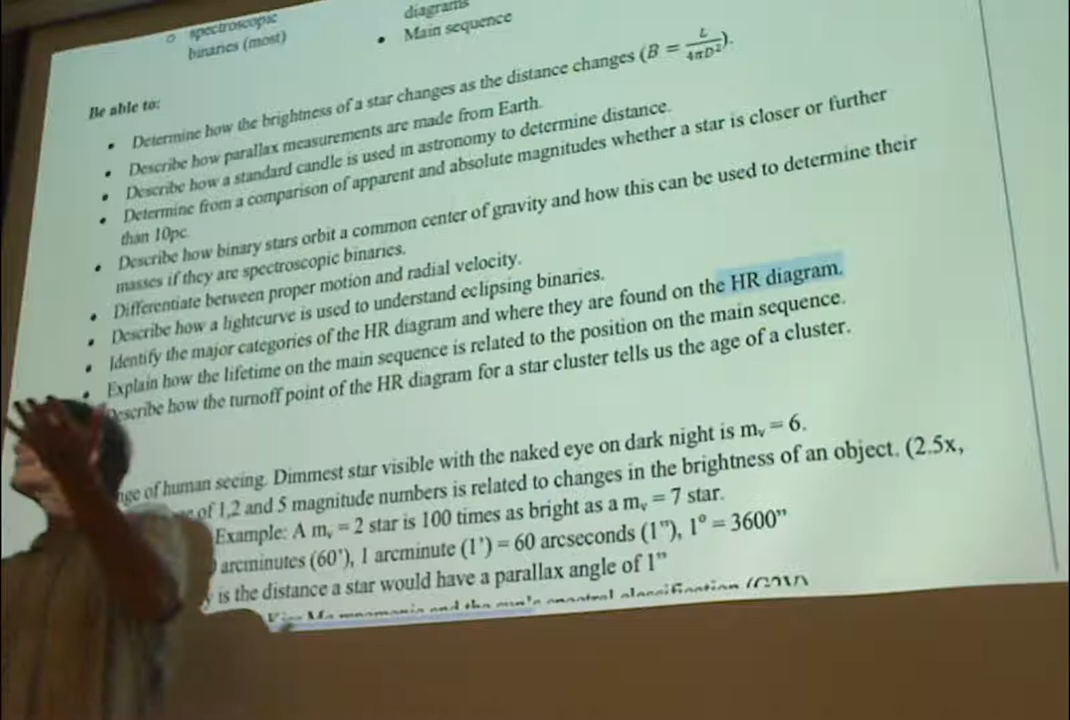 ○ spectroscopic
binaries (most)
diagrams
• Main sequence
Be able to:
• Determine how the brightness of a star changes as the distance changes (B = L/4πD²).
• Describe how parallax measurements are made from Earth.
• Describe how a standard candle is used in astronomy to determine distance.
• Determine from a comparison of apparent and absolute magnitudes whether a star is closer or further
than 10pc.
• Describe how binary stars orbit a common center of gravity and how this can be used to determine their
masses if they are spectroscopic binaries.
• Differentiate between proper motion and radial velocity.
• Describe how a lightcurve is used to understand eclipsing binaries.
• Identify the major categories of the HR diagram and where they are found on the HR diagram.
• Explain how the lifetime on the main sequence is related to the position on the main sequence.
Describe how the turnoff point of the HR diagram for a star cluster tells us the age of a cluster.
of human seeing. Dimmest star visible with the naked eye on dark night is mᵥ = 6.
of 1,2 and 5 magnitude numbers is related to changes in the brightness of an object. (2.5x,
Example: A mᵥ = 2 star is 100 times as bright as a mᵥ = 7 star.
arcminutes (60'), 1 arcminute (1') = 60 arcseconds (1"), 1° = 3600"
is the distance a star would have a parallax angle of 1"
mnemonic and the sun's spectral classification (G2V)